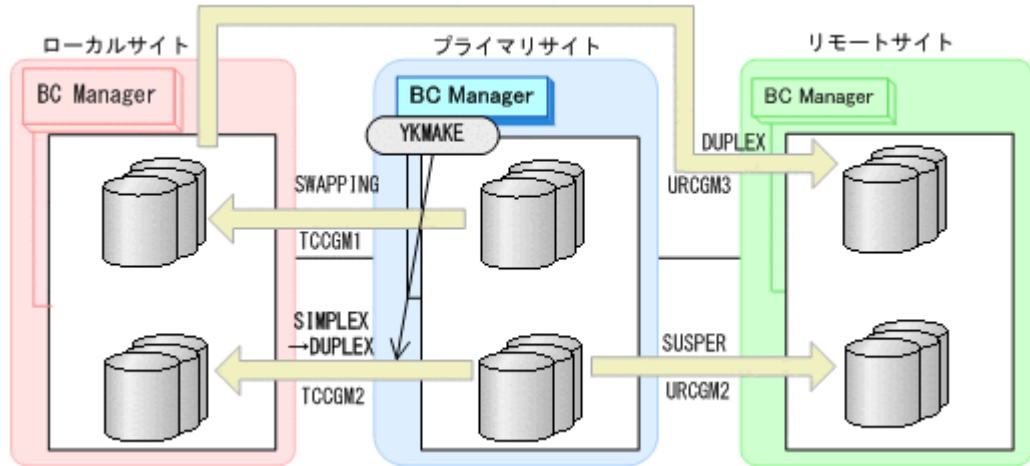 ローカルサイト
プライマリサイト
リモートサイト
BC Manager
BC Manager
BC Manager
YKMAKE
DUPLEX
SWAPPING
URCGM3
TCCGM1
SIMPLEX
→DUPLEX
SUSPER
TCCGM2
URCGM2